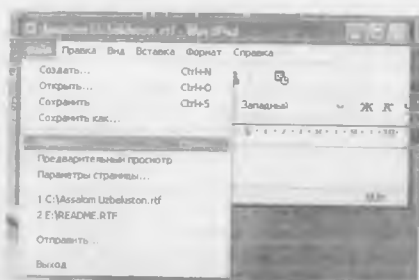 Правка Вид Вставка Формат Справка
Создать... Ctrl+N
Открыть... Ctrl+O
Сохранить Ctrl+S
Сохранить как...
Западный Ж К
Предварительный просмотр
Параметры страницы...
1 C:\Assalom Uzbekiston.rtf
2 E:\README.RTF
Отправить...
Выход